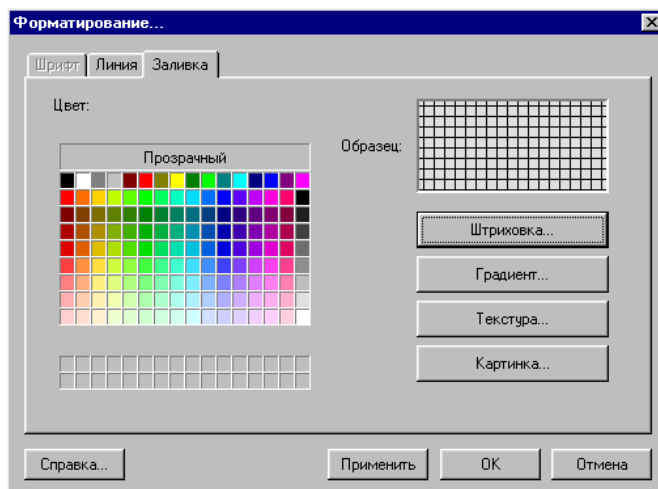 Форматирование...
Шрифт Линия Заливка
Цвет:
Образец:
Прозрачный
Штриховка...
Градиент...
Текстура...
Картинка...
Справка... Применить OK Отмена